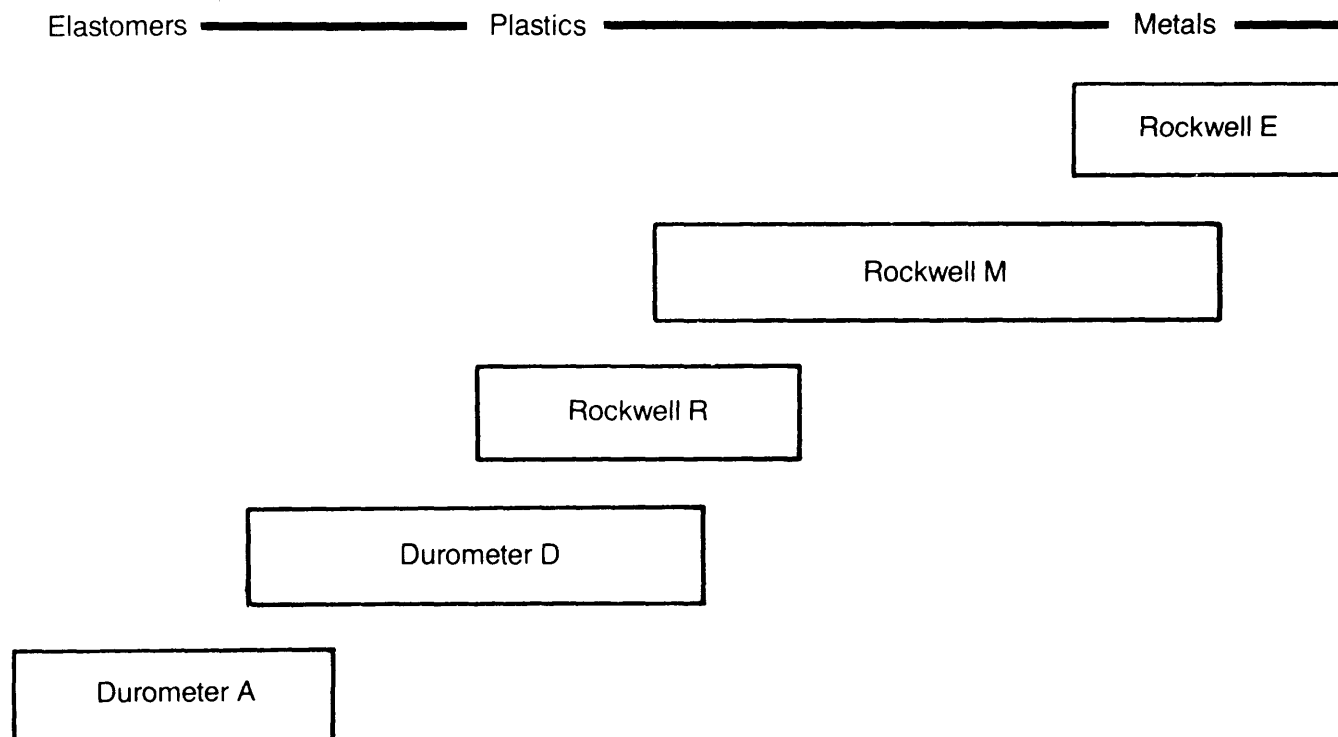 Elastomers Plastics Metals
Rockwell E
Rockwell M
Rockwell R
Durometer D
Durometer A